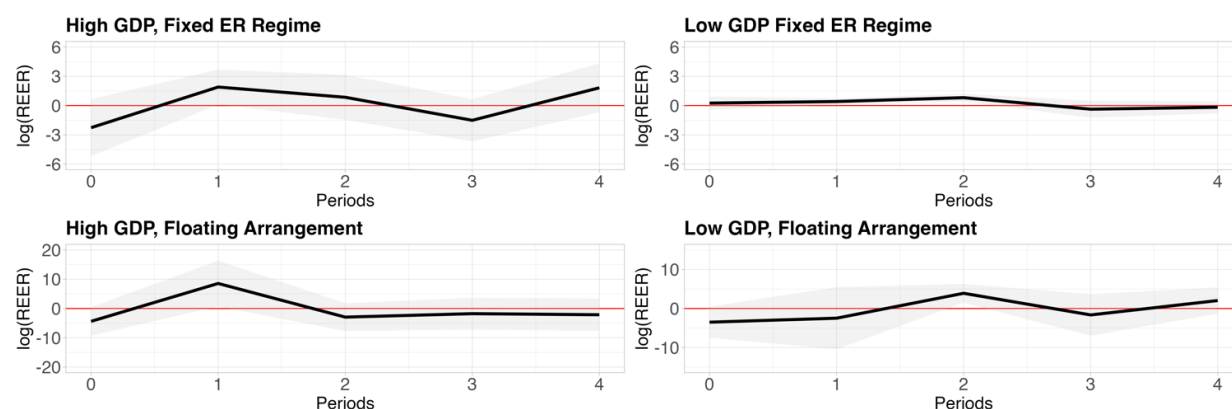 High GDP, Fixed ER Regime
6
3
0
-3
-6
log(REER)
0 1 2 3 4
Periods
Low GDP Fixed ER Regime
6
3
0
-3
-6
log(REER)
0 1 2 3 4
Periods
High GDP, Floating Arrangement
20
10
0
-10
-20
log(REER)
0 1 2 3 4
Periods
Low GDP, Floating Arrangement
10
0
-10
log(REER)
0 1 2 3 4
Periods